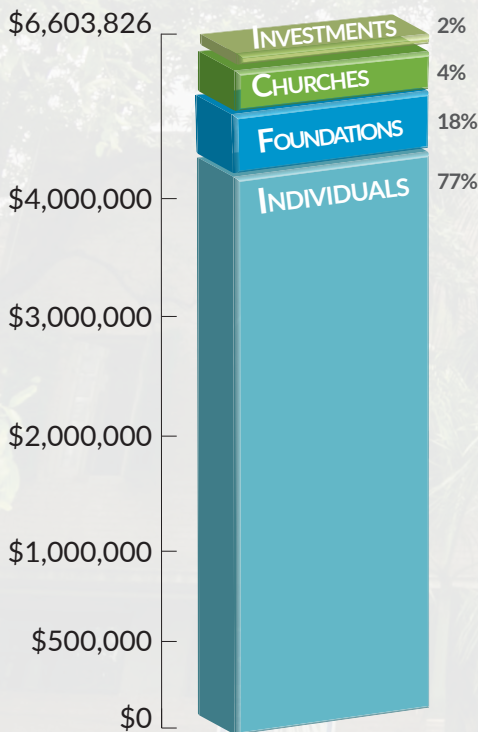 $6,603,826
INVESTMENTS 2%
CHURCHES 4%
FOUNDATIONS 18%
INDIVIDUALS 77%
$4,000,000
$3,000,000
$2,000,000
$1,000,000
$500,000
$0